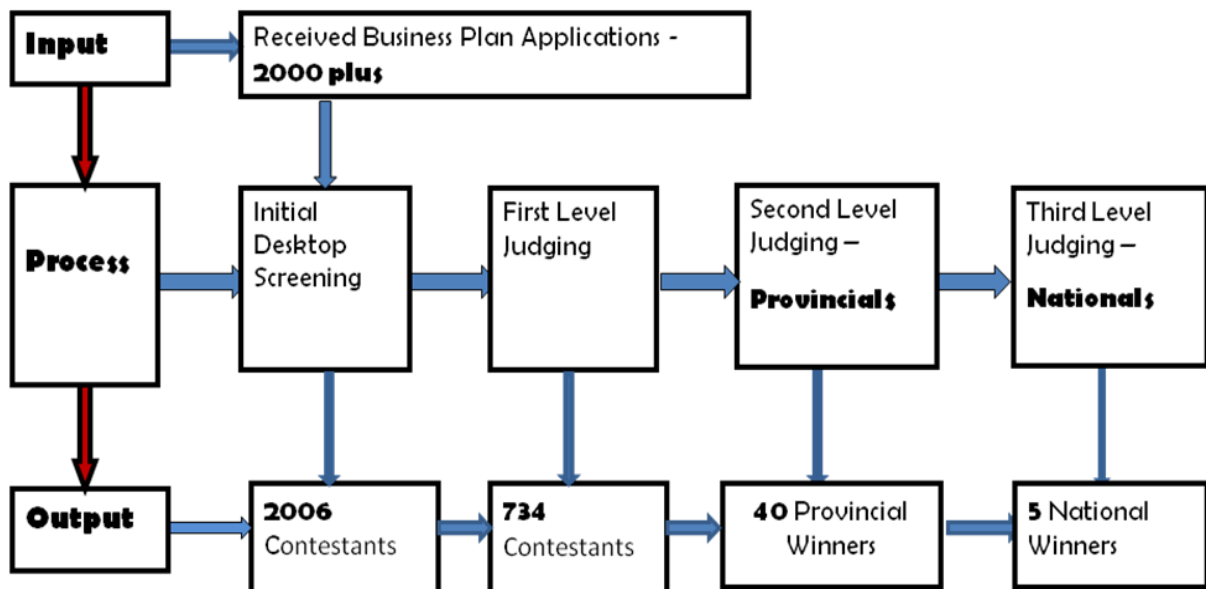 Input
Received Business Plan Applications -
2000 plus
Process
Initial
Desktop
Screening
First Level
Judging
Second Level
Judging –
Provincials
Third Level
Judging –
Nationals
Output
2006
Contestants
734
Contestants
40 Provincial
Winners
5 National
Winners